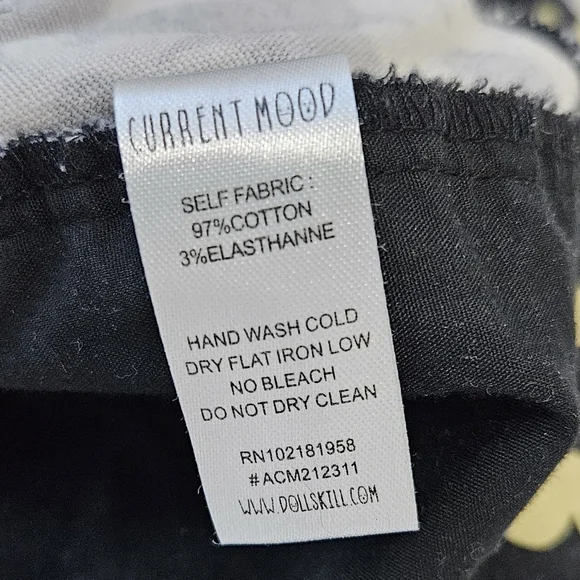 CURRENT MOOD
SELF FABRIC :
97%COTTON
3%ELASTHANNE
HAND WASH COLD
DRY FLAT IRON LOW
NO BLEACH
DO NOT DRY CLEAN
RN102181958
#ACM212311
WWW.DOLLSKILL.COM